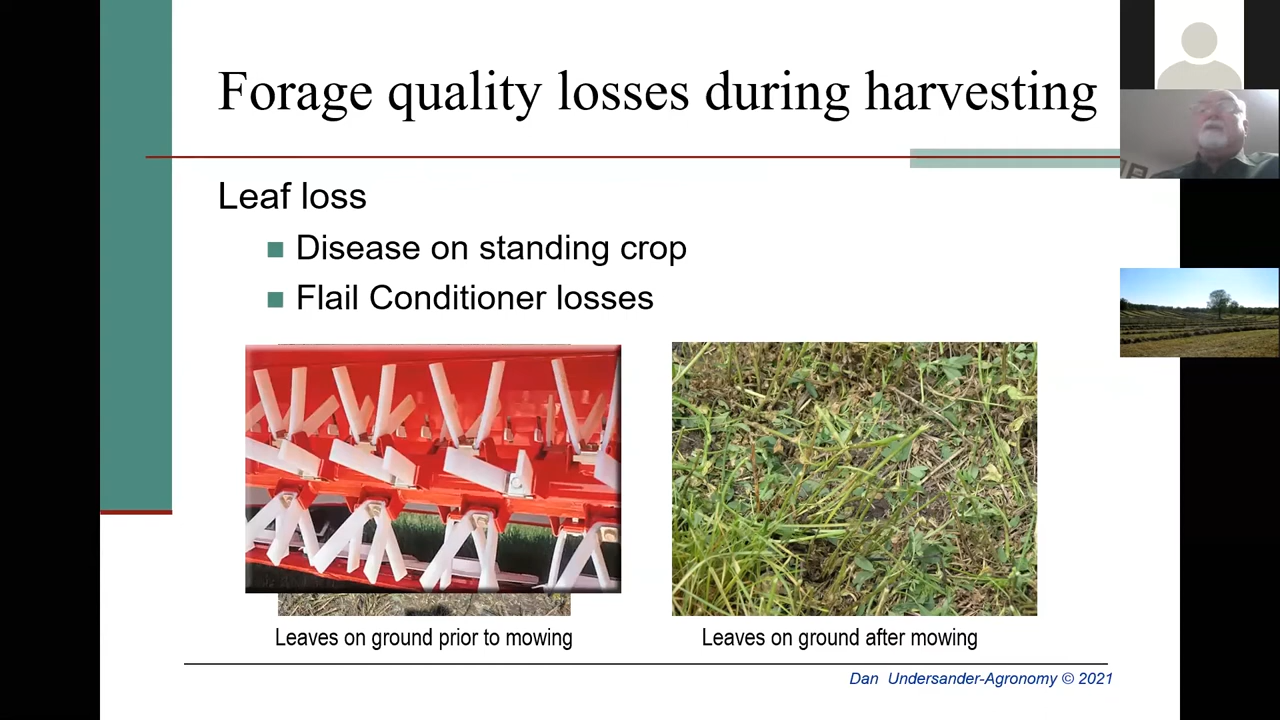 Forage quality losses during harvesting
Leaf loss
Disease on standing crop
Flail Conditioner losses
Leaves on ground prior to mowing
Leaves on ground after mowing
Dan Undersander-Agronomy © 2021